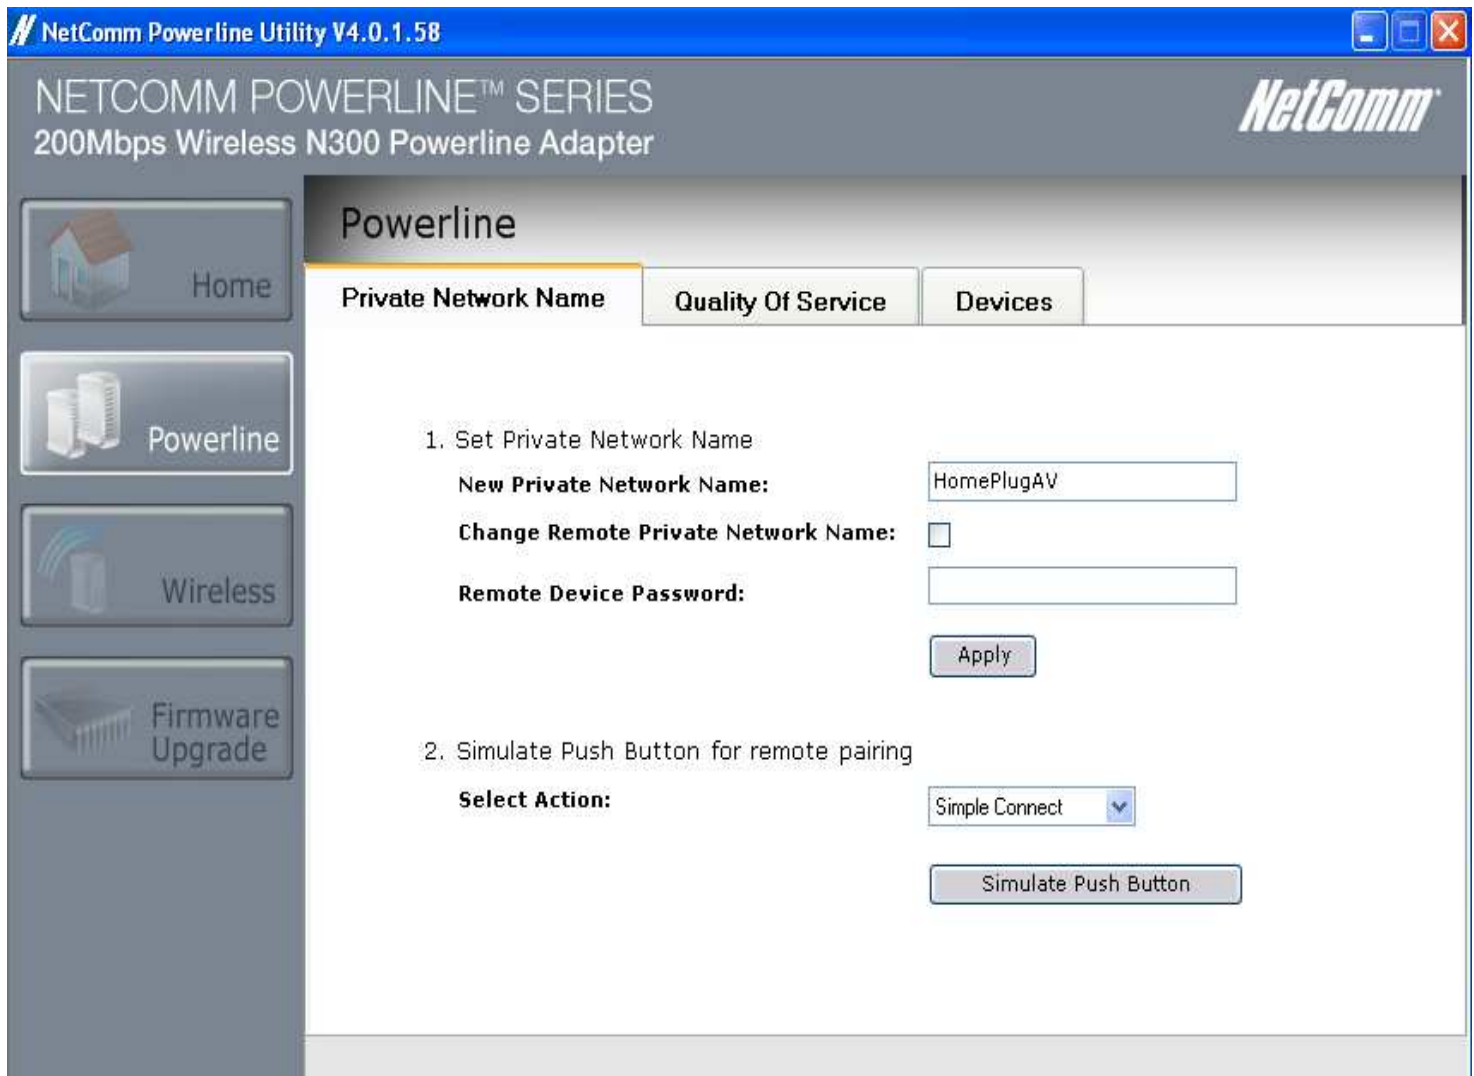 NetComm Powerline Utility V4.0.1.58
NETCOMM POWERLINE™ SERIES
200Mbps Wireless N300 Powerline Adapter
NetComm
Home
Powerline
Wireless
Firmware
Upgrade
Powerline
Private Network Name
Quality Of Service
Devices
1. Set Private Network Name
New Private Network Name:
HomePlugAV
Change Remote Private Network Name:
Remote Device Password:
Apply
2. Simulate Push Button for remote pairing
Select Action:
Simple Connect
Simulate Push Button